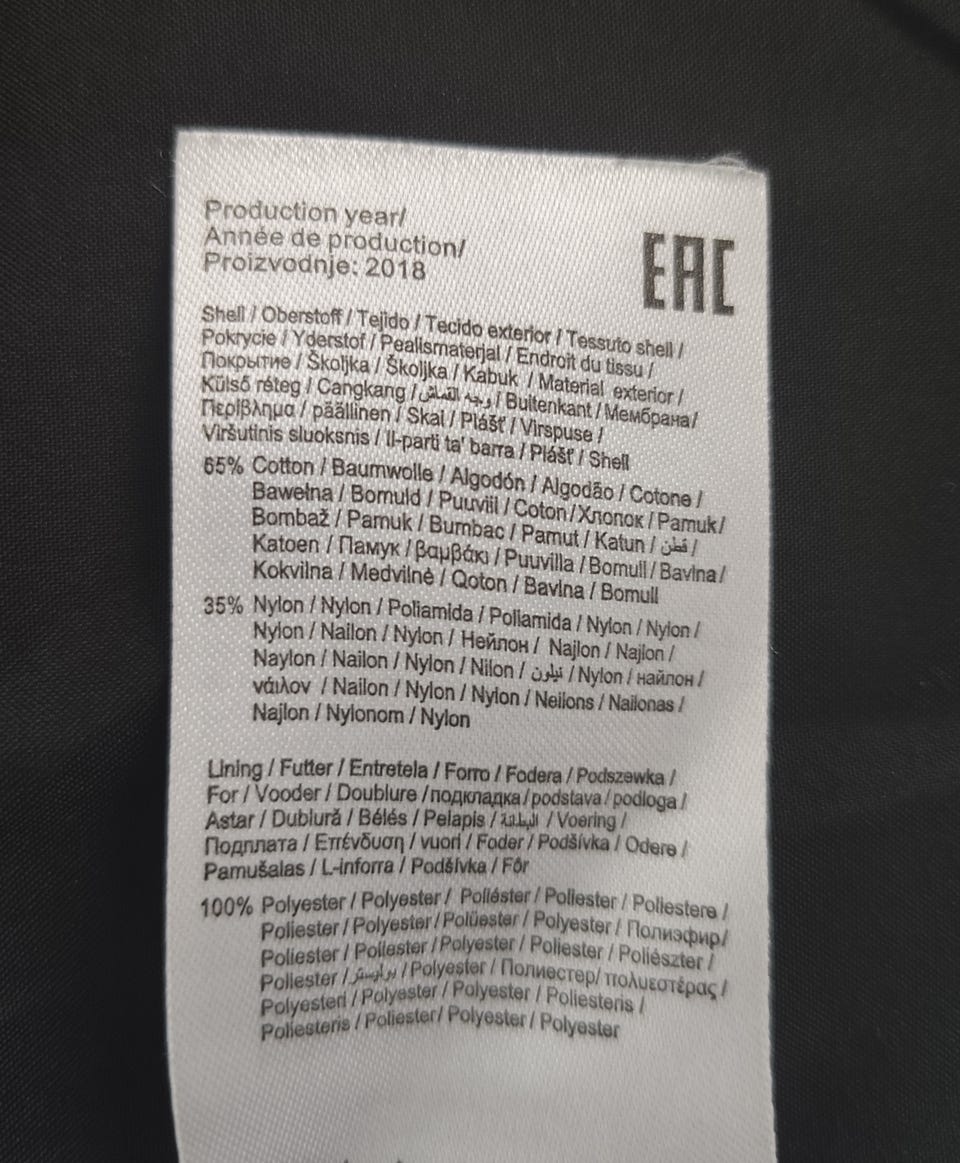 Production year/
Année de production/
Proizvodnje: 2018
EAC
Shell / Oberstoff / Tejido / Tecido exterior / Tessuto shell /
Pokrycie / Yderstof / Pealismaterjal / Endroit du tissu /
Покрытие / Školjka / Školjka / Kabuk / Material exterior /
Külső réteg / Cangkang / وجه القماش / Buitenkant / Мембрана/
Περίβλημα / päällinen / Skal / Plášť / Virspuse /
Viršutinis sluoksnis / Il-parti ta' barra / Plášť / Shell
65% Cotton / Baumwolle / Algodón / Algodão / Cotone /
Bawełna / Bomuld / Puuviil / Coton / Хлопок / Pamuk/
Bombaž / Pamuk / Bumbac / Pamut / Katun / قطن /
Katoen / Памук / βαμβάκι / Puuvilla / Bomull / Bavlna /
Kokvilna / Medvilnė / Qoton / Bavlna / Bomull
35% Nylon / Nylon / Poliamida / Poliamida / Nylon / Nylon /
Nylon / Nailon / Nylon / Нейлон / Najlon / Najlon /
Naylon / Nailon / Nylon / Nilon / نيلون / Nylon / найлон /
νάιλον / Nailon / Nylon / Nylon / Neilons / Nailonas /
Najlon / Nylonom / Nylon
Lining / Futter / Entretela / Forro / Fodera / Podszewka /
For / Vooder / Doublure /подкладка / podstava / podloga /
Astar / Dublură / Bélés / Pelapis / البطانة / Voering /
Подплата / Επένδυση / vuori / Foder / Podšívka / Odere /
Pamušalas / L-inforra / Podšívka / Fôr
100% Polyester / Polyester / Poliéster / Poliester / Poliestere /
Poliester / Polyester / Polüester / Polyester / Полиэфир/
Poliester / Poliester / Polyester / Poliester / Poliészter /
Poliester / بوليستر / Polyester / Полиестер/ πολυεστέρας /
Polyesteri / Polyester / Polyester / Poliesteris /
Poliesteris / Poliester/ Polyester / Polyester